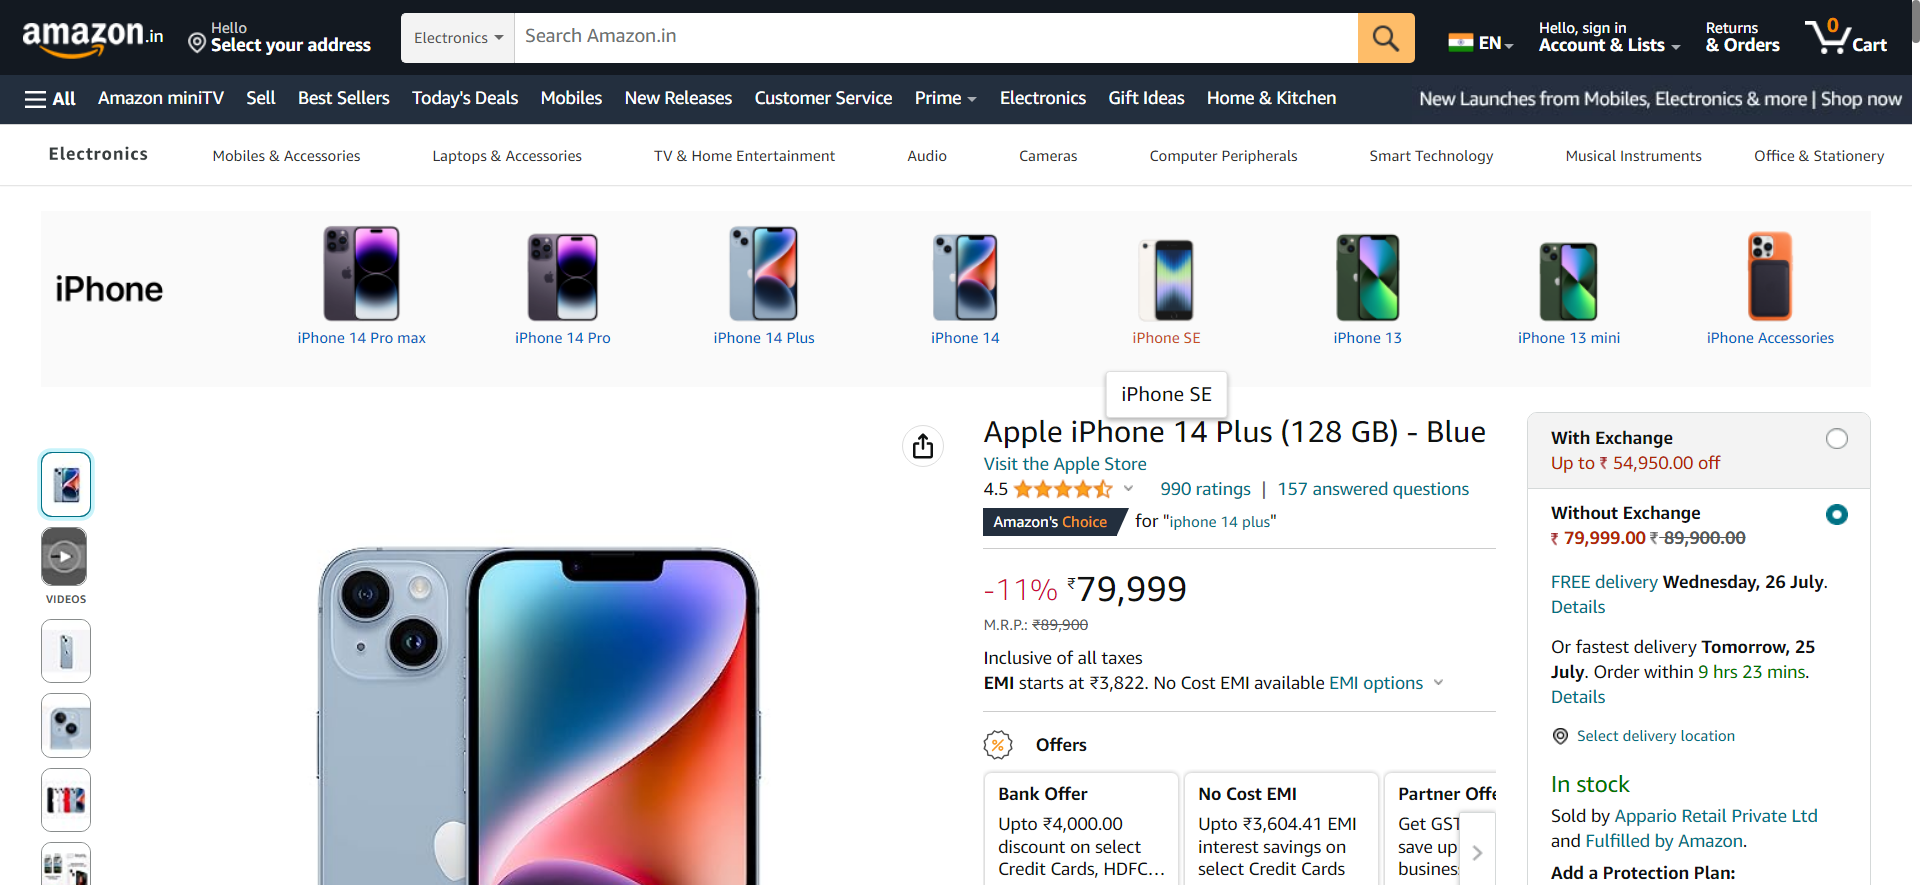 amazon.in
Hello
Select your address
Electronics
Search Amazon.in
EN
Hello, sign in
Account & Lists
Returns
& Orders
0
Cart
All
Amazon miniTV
Sell
Best Sellers
Today's Deals
Mobiles
New Releases
Customer Service
Prime
Electronics
Gift Ideas
Home & Kitchen
New Launches from Mobiles, Electronics & more | Shop now
Electronics
Mobiles & Accessories
Laptops & Accessories
TV & Home Entertainment
Audio
Cameras
Computer Peripherals
Smart Technology
Musical Instruments
Office & Stationery
iPhone
iPhone 14 Pro max
iPhone 14 Pro
iPhone 14 Plus
iPhone 14
iPhone SE
iPhone 13
iPhone 13 mini
iPhone Accessories
iPhone SE
VIDEOS
Apple iPhone 14 Plus (128 GB) - Blue
Visit the Apple Store
4.5
990 ratings | 157 answered questions
Amazon's Choice for "iphone 14 plus"
-11% ₹79,999
M.R.P.: ₹89,900
Inclusive of all taxes
EMI starts at ₹3,822. No Cost EMI available EMI options
Offers
Bank Offer
Upto ₹4,000.00
discount on select
Credit Cards, HDFC…
No Cost EMI
Upto ₹3,604.41 EMI
interest savings on
select Credit Cards
Partner Offe
Get GST
save up
busines
With Exchange
Up to ₹ 54,950.00 off
Without Exchange
₹ 79,999.00 ₹ 89,900.00
FREE delivery Wednesday, 26 July.
Details
Or fastest delivery Tomorrow, 25
July. Order within 9 hrs 23 mins.
Details
Select delivery location
In stock
Sold by Appario Retail Private Ltd
and Fulfilled by Amazon.
Add a Protection Plan: